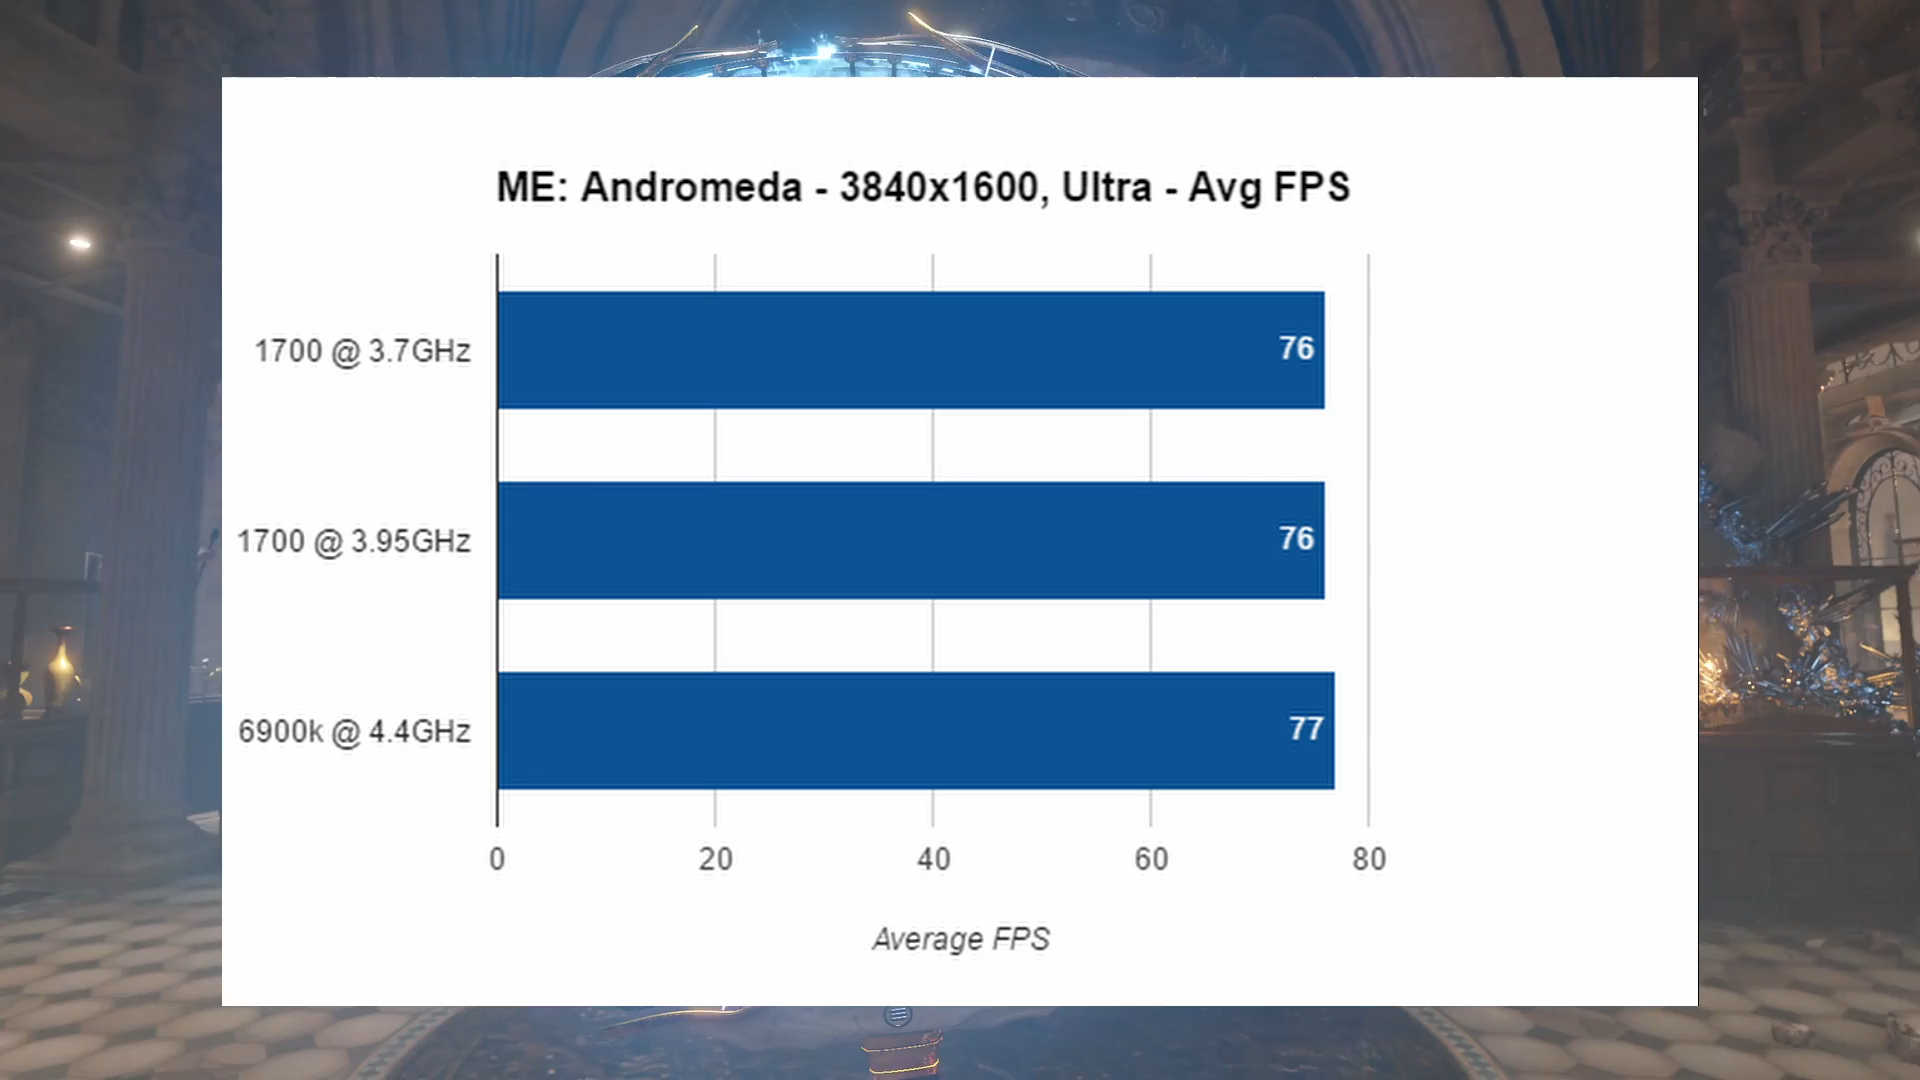 ME: Andromeda - 3840x1600, Ultra - Avg FPS
1700 @ 3.7GHz
76
1700 @ 3.95GHz
76
6900k @ 4.4GHz
77
0 20 40 60 80
Average FPS